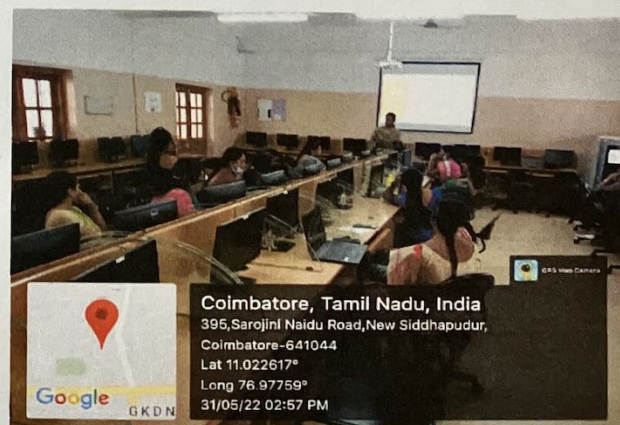 GPS Map Camera
Coimbatore, Tamil Nadu, India
395,Sarojini Naidu Road,New Siddhapudur,
Coimbatore-641044
Lat 11.022617°
Long 76.97759°
31/05/22 02:57 PM
Google
GKDN